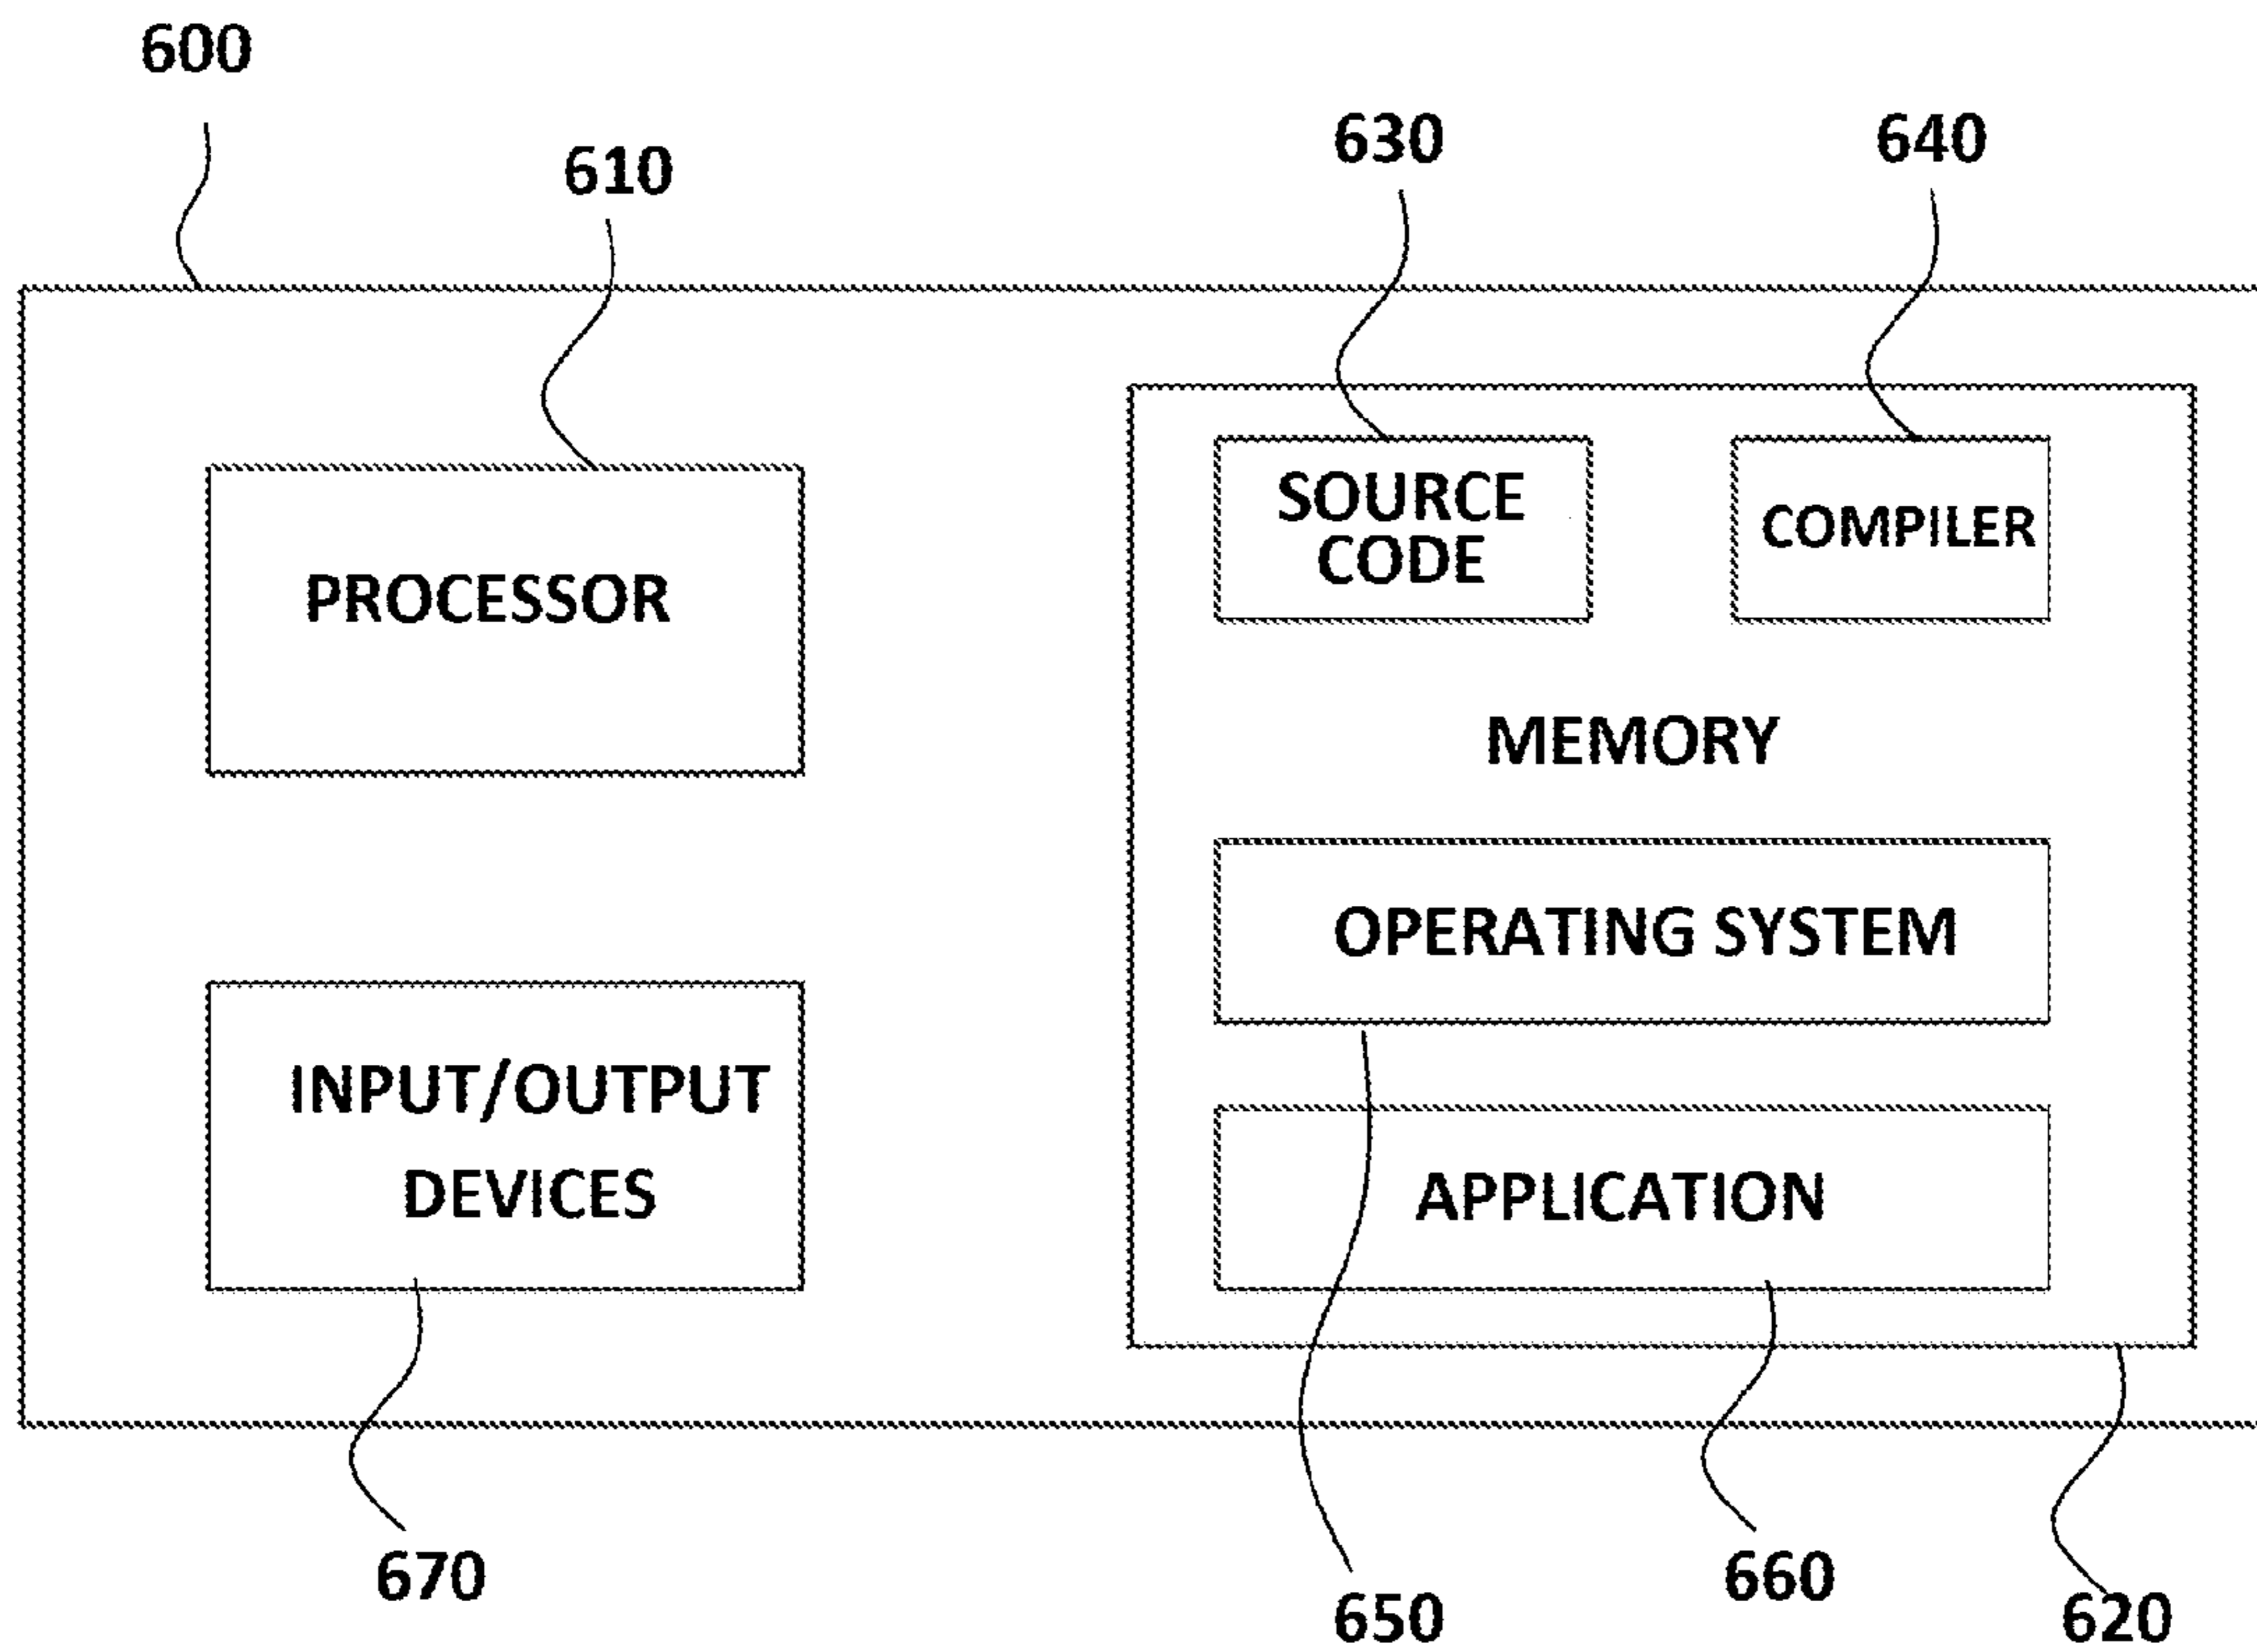 600
610
630
640
PROCESSOR
SOURCE
CODE
COMPILER
MEMORY
OPERATING SYSTEM
INPUT/OUTPUT
DEVICES
APPLICATION
670
650
660
620